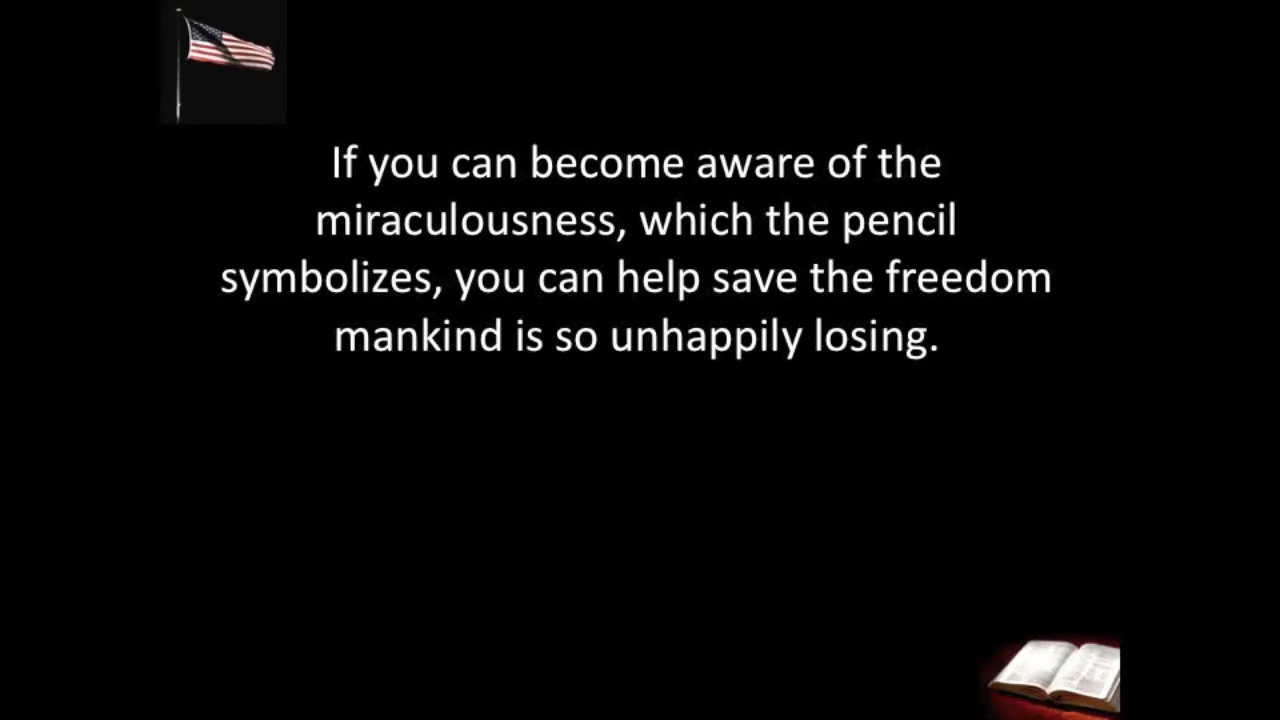 If you can become aware of the
miraculousness, which the pencil
symbolizes, you can help save the freedom
mankind is so unhappily losing.